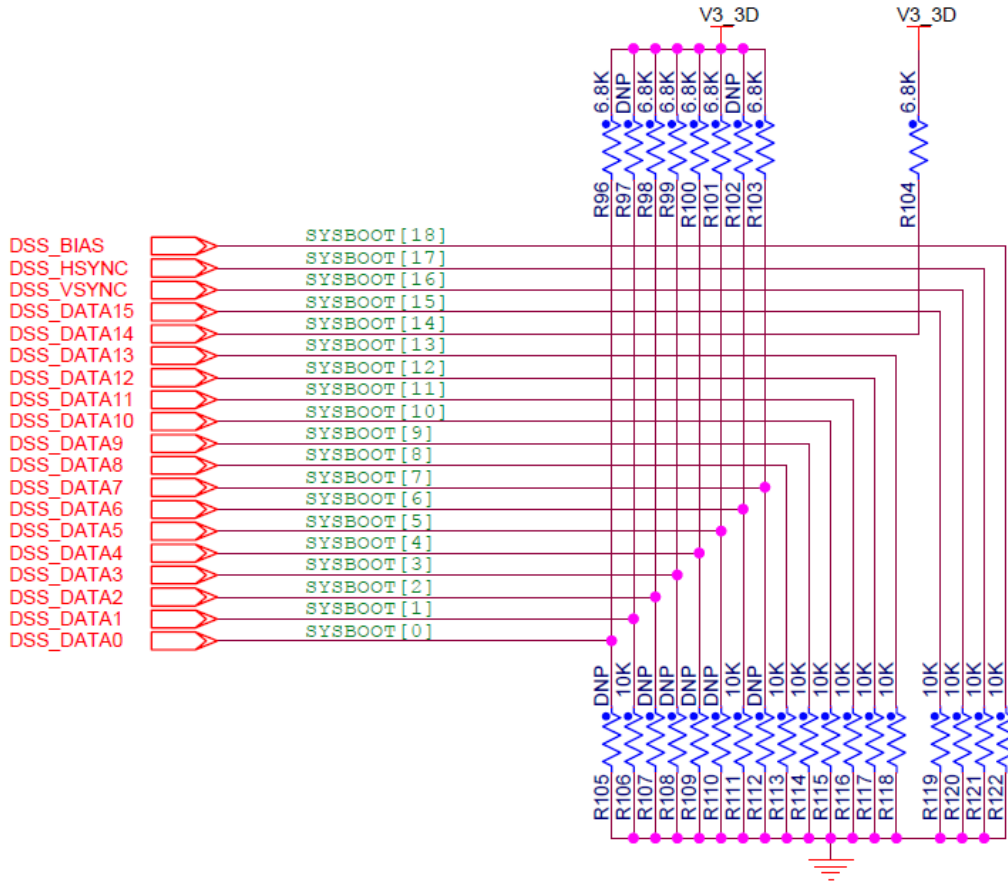 V3_3D V3_3D
6.8K DNP 6.8K 6.8K 6.8K 6.8K DNP 6.8K 6.8K
R96 R97 R98 R99 R100 R101 R102 R103 R104
DSS_BIAS SYSBOOT[18]
DSS_HSYNC SYSBOOT[17]
DSS_VSYNC SYSBOOT[16]
DSS_DATA15 SYSBOOT[15]
DSS_DATA14 SYSBOOT[14]
DSS_DATA13 SYSBOOT[13]
DSS_DATA12 SYSBOOT[12]
DSS_DATA11 SYSBOOT[11]
DSS_DATA10 SYSBOOT[10]
DSS_DATA9 SYSBOOT[9]
DSS_DATA8 SYSBOOT[8]
DSS_DATA7 SYSBOOT[7]
DSS_DATA6 SYSBOOT[6]
DSS_DATA5 SYSBOOT[5]
DSS_DATA4 SYSBOOT[4]
DSS_DATA3 SYSBOOT[3]
DSS_DATA2 SYSBOOT[2]
DSS_DATA1 SYSBOOT[1]
DSS_DATA0 SYSBOOT[0]
DNP 10K DNP DNP DNP DNP 10K DNP 10K 10K 10K 10K 10K 10K 10K 10K 10K 10K
R105 R106 R107 R108 R109 R110 R111 R112 R113 R114 R115 R116 R117 R118 R119 R120 R121 R122